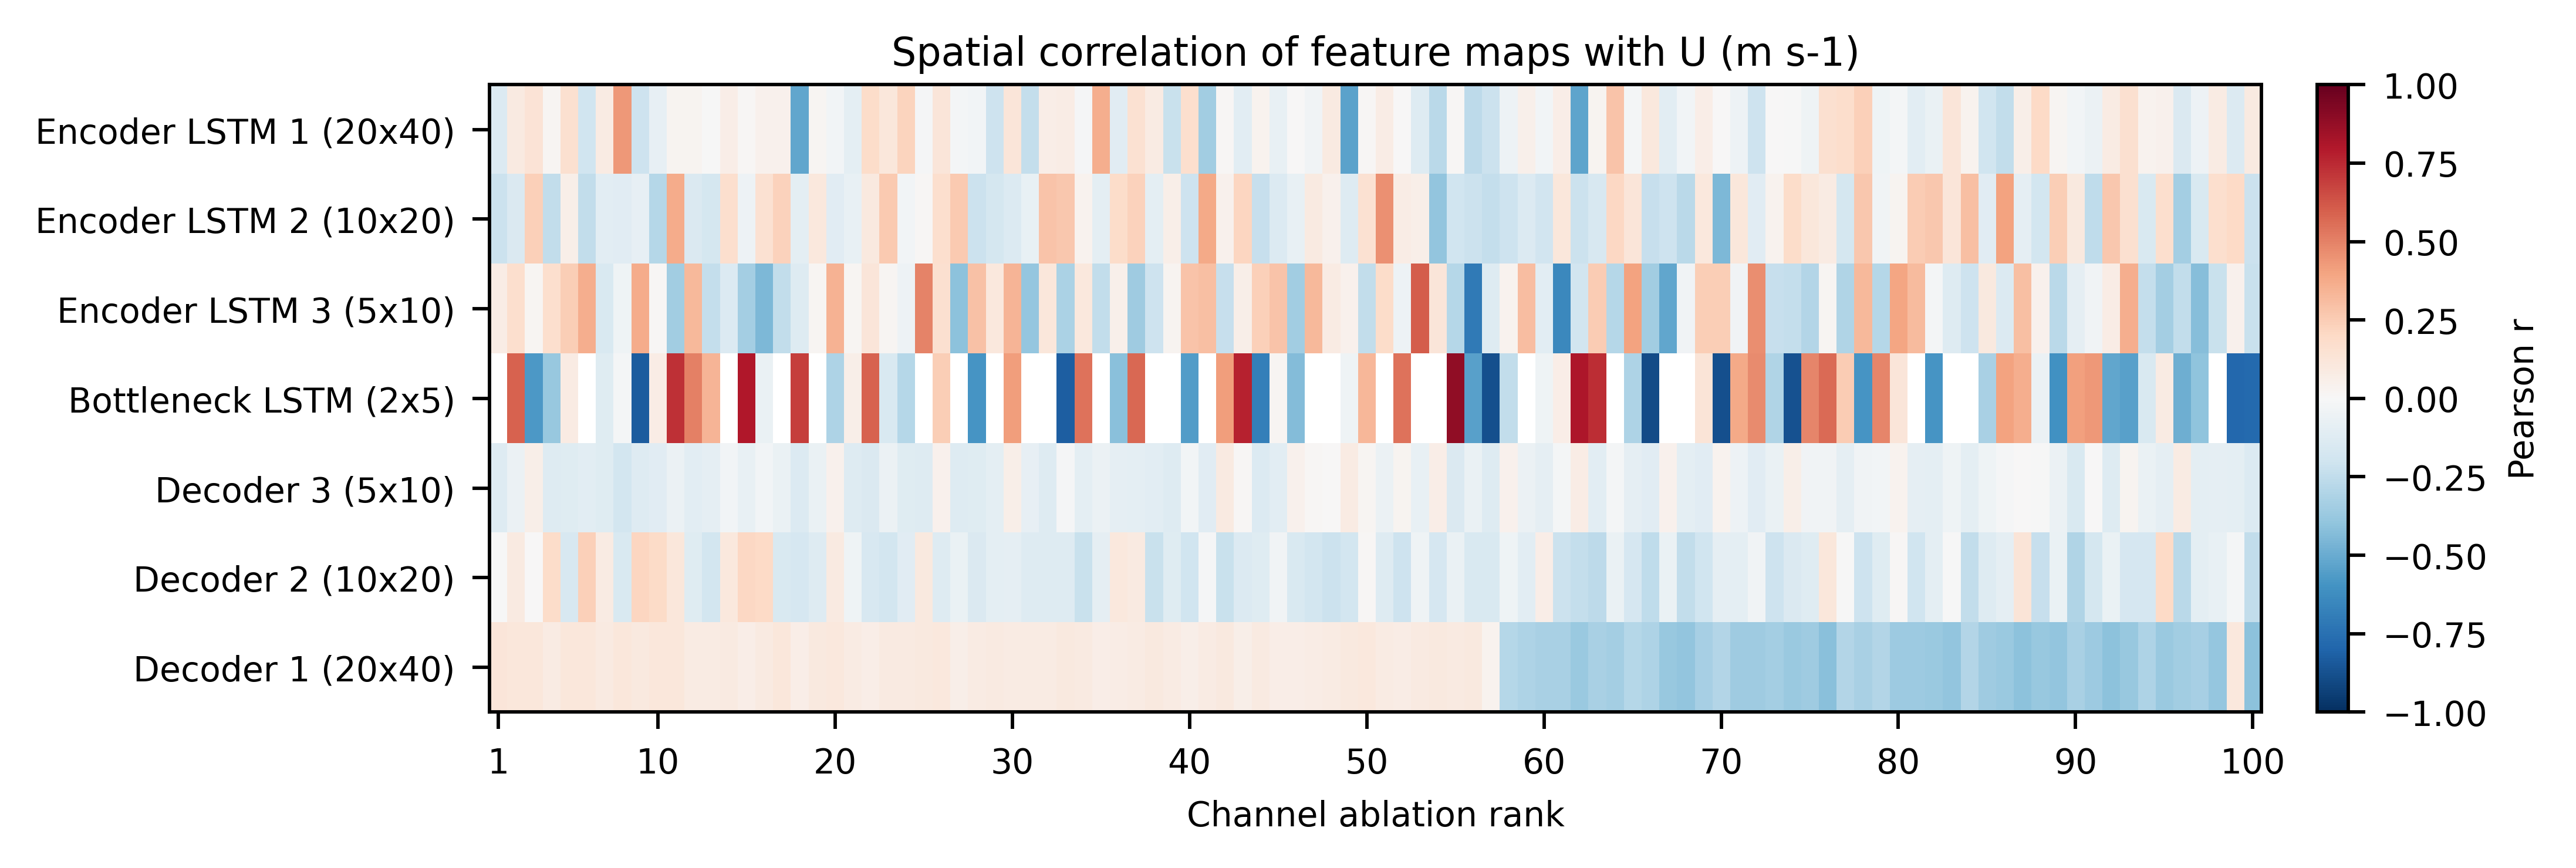 Spatial correlation of feature maps with U (m s-1)
Encoder LSTM 1 (20x40)
Encoder LSTM 2 (10x20)
Encoder LSTM 3 (5x10)
Bottleneck LSTM (2x5)
Decoder 3 (5x10)
Decoder 2 (10x20)
Decoder 1 (20x40)
1 10 20 30 40 50 60 70 80 90 100
Channel ablation rank
1.00
0.75
0.50
0.25
0.00
−0.25
−0.50
−0.75
−1.00
Pearson r